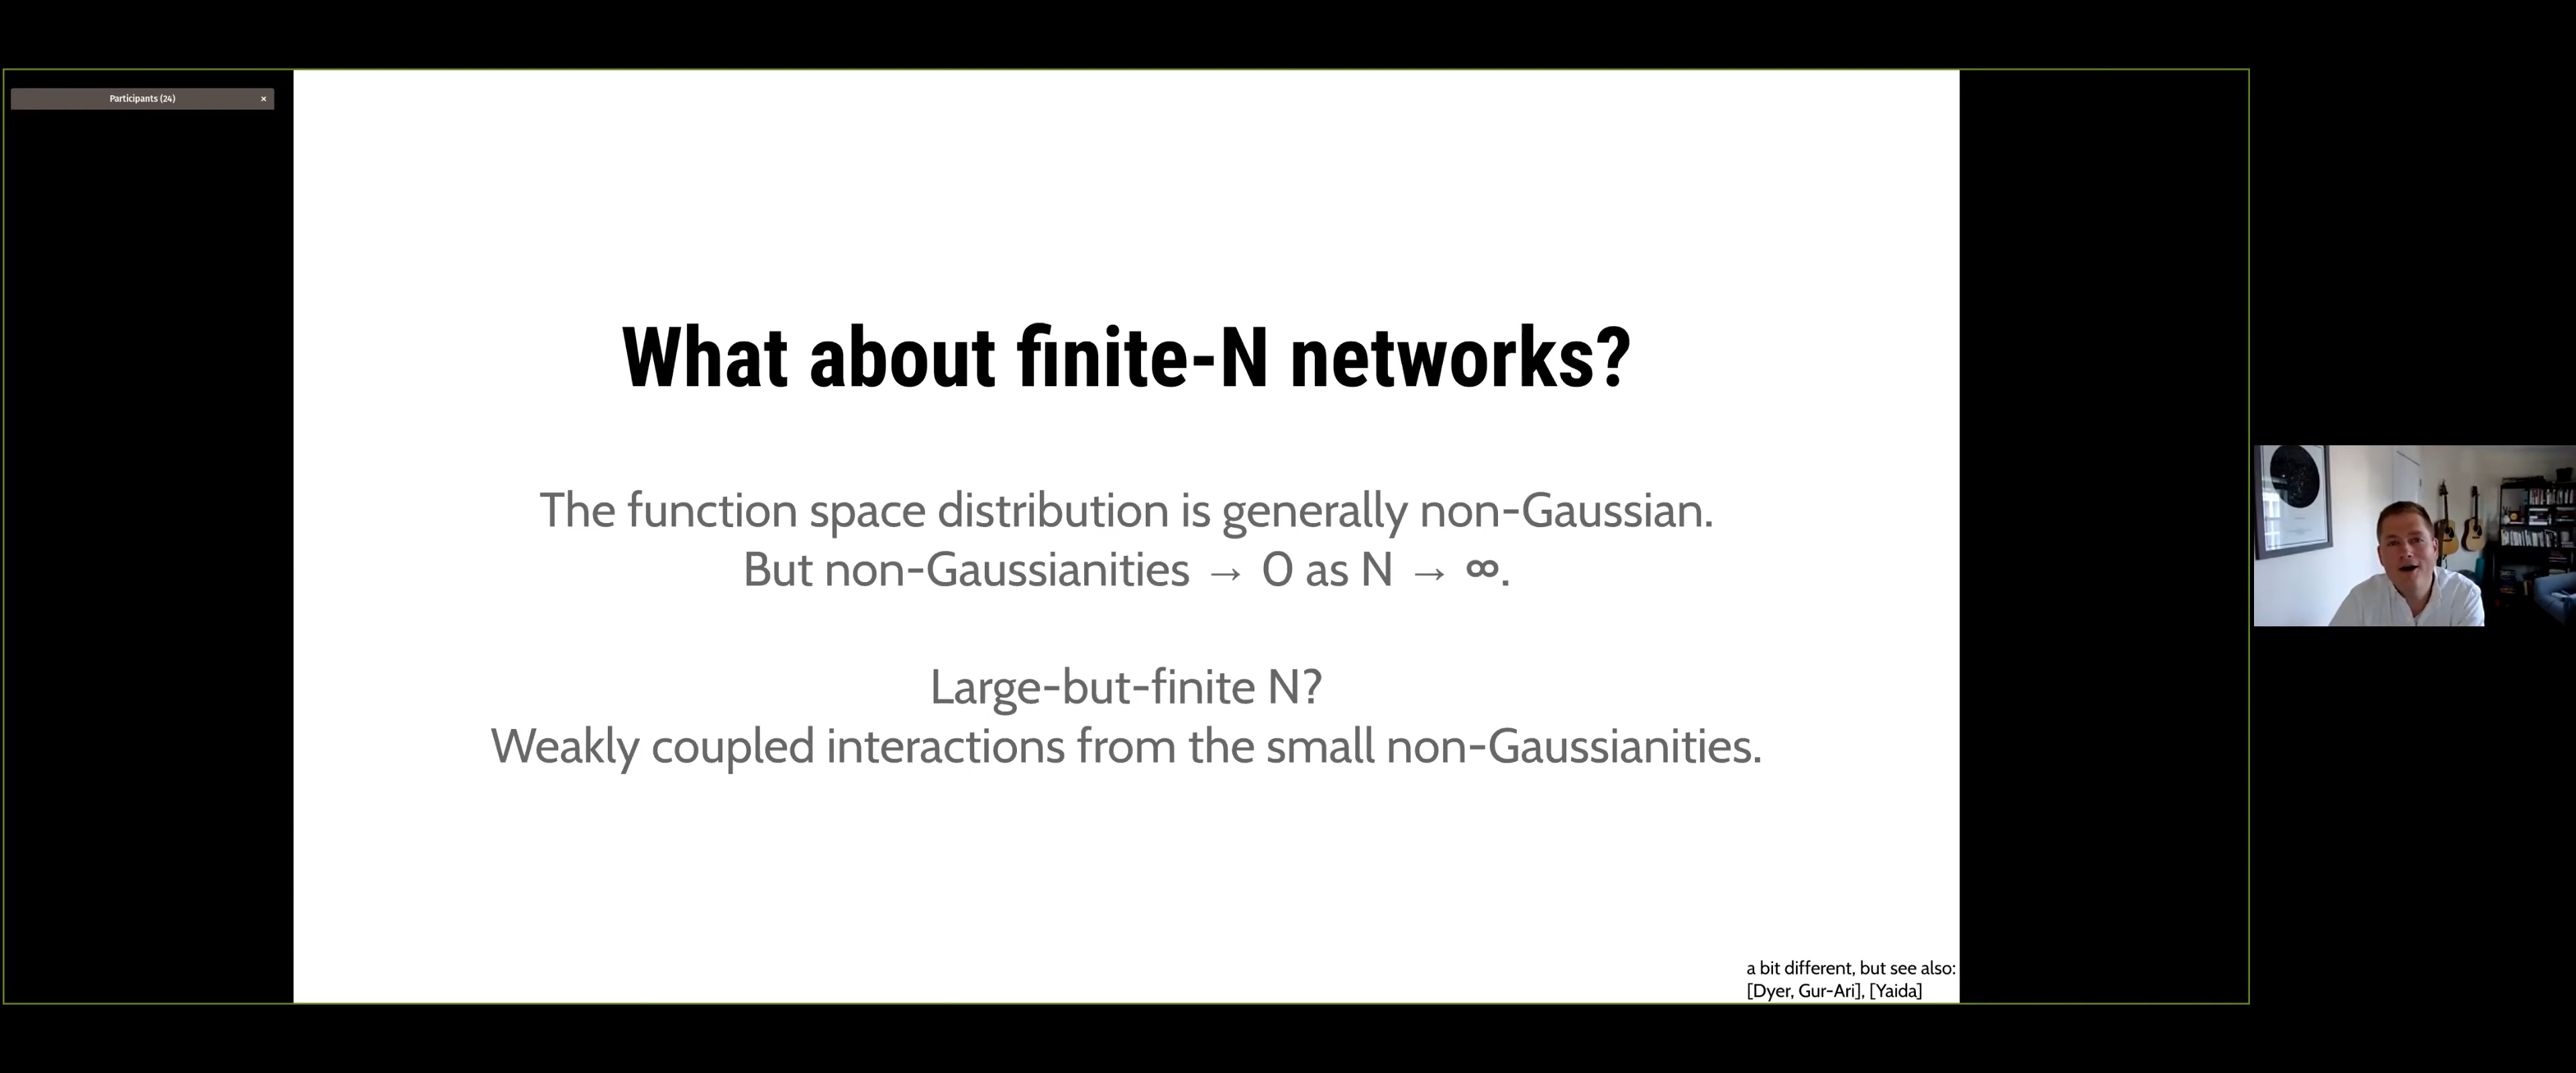 Participants (24)
What about finite-N networks?
The function space distribution is generally non-Gaussian.
But non-Gaussianities → 0 as N → ∞.
Large-but-finite N?
Weakly coupled interactions from the small non-Gaussianities.
a bit different, but see also:
[Dyer, Gur-Ari], [Yaida]